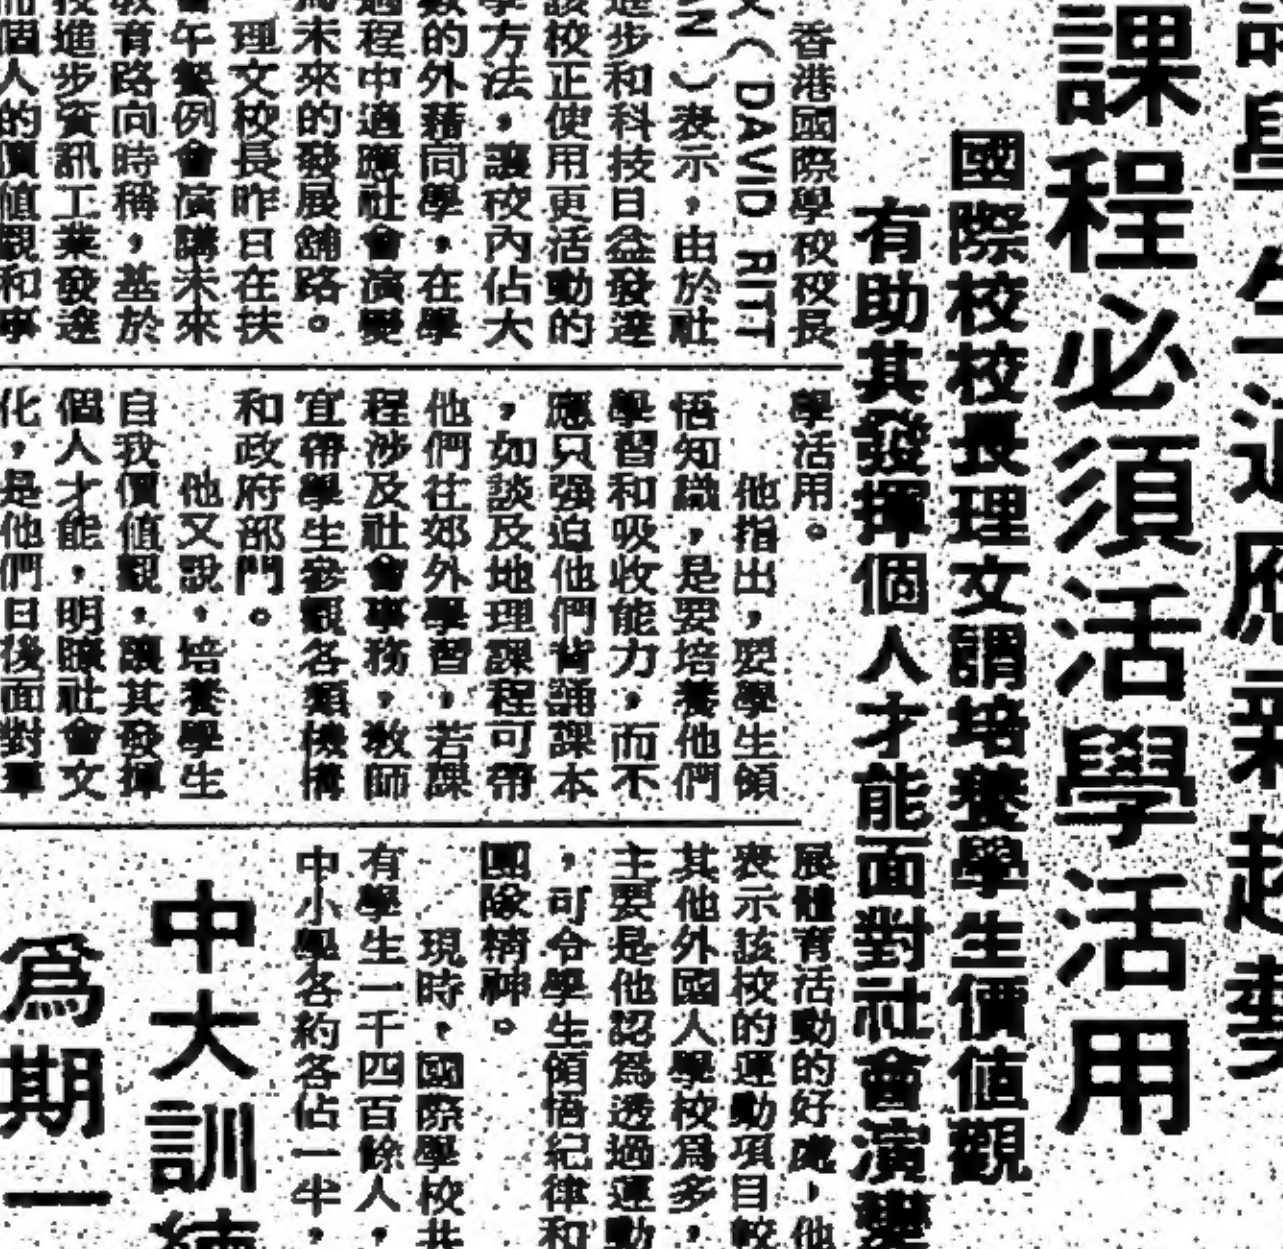 生適應新趨勢
課程必須活學活用
國際校校長理文謂培養學生價值觀
有助其發揮個人才能面對社會演變
香港國際學校校長
文（DAVID RITT
AN）表示，由於社
進步和科技日益發達
該校正使用更活動的
學方法，讓校內佔大
數的外藉同學，在學
過程中適應社會演變
為未來的發展舖路。
理文校長昨日在扶
午餐例會演講未來
教育路向時稱，基於
技進步資訊工業發達
而個人的價值觀和事
學活用。
他指出，要學生領
悟知識，是要培養他們
學習和吸收能力，而不
應只强迫他們背誦課本
，如談及地理課程可帶
他們往郊外學習，若課
程涉及社會事務，教師
宜帶學生參觀各類機構
和政府部門。
他又說，培養學生
自我價值觀，讓其發揮
個人才能，明瞭社會文
化，是他們日後面對
展體育活動的好處，他
表示該校的運動項目較
其他外國人學校爲多，
主要是他認爲透過運動
，可令學生領悟紀律和
團隊精神。
現時，國際學校共
有學生一千四百餘人，
中小學各約各佔一半，
中大訓練
爲期一